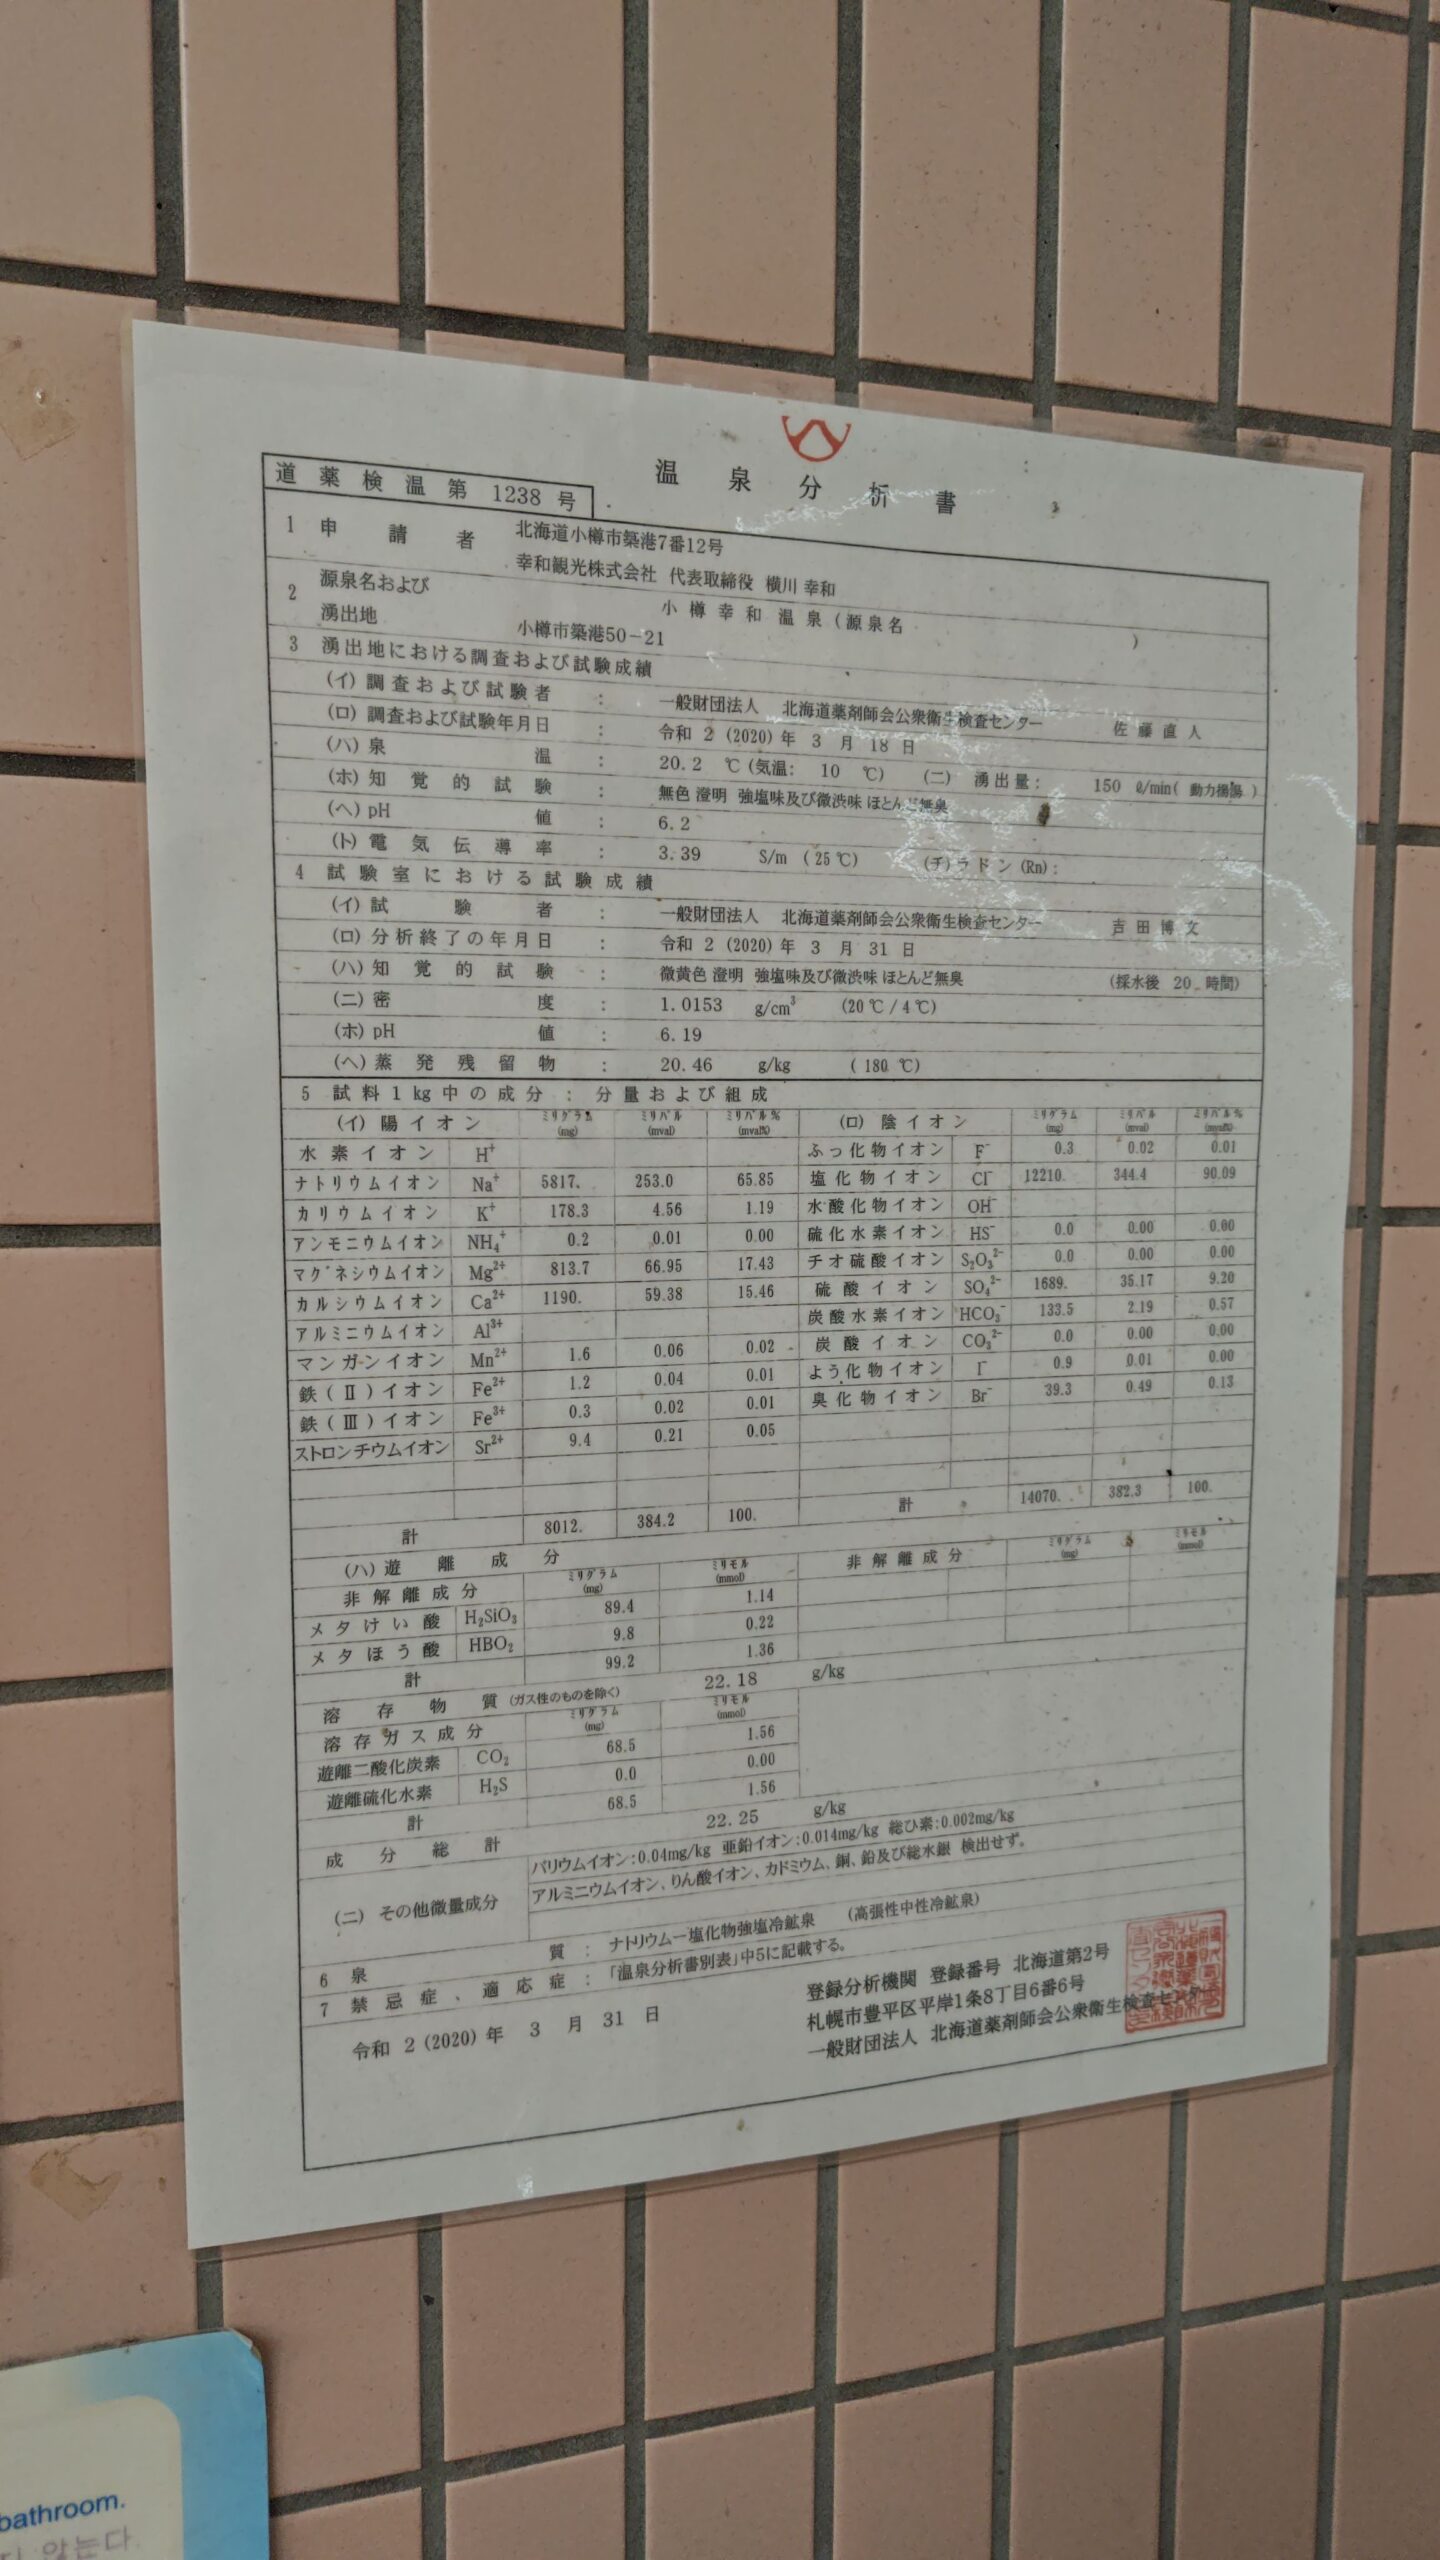 温泉分析書
道薬検温第 1238 号
1 申請者 北海道小樽市築港7番12号
幸和観光株式会社 代表取締役 横川 幸和
2 源泉名および 小樽幸和温泉(源泉名 )
湧出地 小樽市築港50-21
3 湧出地における調査および試験成績
(イ)調査および試験者 : 一般財団法人 北海道薬剤師会公衆衛生検査センター 佐藤直人
(ロ)調査および試験年月日 : 令和 2 (2020) 年 3 月 18 日
(ハ)泉温 : 20.2 ℃ (気温: 10 ℃) (ニ) 湧出量: 150 ℓ/min( 動力揚湯 )
(ホ)知覚的試験 : 無色 澄明 強塩味及び微渋味 ほとんど無臭
(ヘ)pH値 : 6.2
(ト)電気伝導率 : 3.39 S/m (25℃) (チ)ラドン(Rn):
4 試験室における試験成績
(イ)試験者 : 一般財団法人 北海道薬剤師会公衆衛生検査センター 吉田博文
(ロ)分析終了の年月日 : 令和 2 (2020) 年 3 月 31 日
(ハ)知覚的試験 : 微黄色 澄明 強塩味及び微渋味 ほとんど無臭 (採水後 20 時間)
(ニ)密度 : 1.0153 g/cm³ (20℃/4℃)
(ホ)pH値 : 6.19
(ヘ)蒸発残留物 : 20.46 g/kg (180 ℃)
5 試料1kg中の成分 : 分量および組成
(イ)陽イオン ミリグラム(mg) ミリバル(mval) ミリバル%(mval%) (ロ)陰イオン ミリグラム(mg) ミリバル(mval) ミリバル%(mval%)
水素イオン H⁺ ふっ化物イオン F⁻ 0.3 0.02 0.01
ナトリウムイオン Na⁺ 5817. 253.0 65.85 塩化物イオン Cl⁻ 12210. 344.4 90.09
カリウムイオン K⁺ 178.3 4.56 1.19 水酸化物イオン OH⁻
アンモニウムイオン NH₄⁺ 0.2 0.01 0.00 硫化水素イオン HS⁻ 0.0 0.00 0.00
マグネシウムイオン Mg²⁺ 813.7 66.95 17.43 チオ硫酸イオン S₂O₃²⁻ 0.0 0.00 0.00
カルシウムイオン Ca²⁺ 1190. 59.38 15.46 硫酸イオン SO₄²⁻ 1689. 35.17 9.20
アルミニウムイオン Al³⁺ 炭酸水素イオン HCO₃⁻ 133.5 2.19 0.57
マンガンイオン Mn²⁺ 1.6 0.06 0.02 炭酸イオン CO₃²⁻ 0.0 0.00 0.00
鉄(Ⅱ)イオン Fe²⁺ 1.2 0.04 0.01 よう化物イオン I⁻ 0.9 0.01 0.00
鉄(Ⅲ)イオン Fe³⁺ 0.3 0.02 0.01 臭化物イオン Br⁻ 39.3 0.49 0.13
ストロンチウムイオン Sr²⁺ 9.4 0.21 0.05
計 8012. 384.2 100. 計 14070. 382.3 100.
(ハ)遊離成分
非解離成分 ミリグラム(mg) ミリモル(mmol) 非解離成分 ミリグラム(mg) ミリモル(mmol)
メタけい酸 H₂SiO₃ 89.4 1.14
メタほう酸 HBO₂ 9.8 0.22
計 99.2 1.36
溶存物質(ガス性のものを除く) 22.18 g/kg
溶存ガス成分 ミリグラム(mg) ミリモル(mmol)
遊離二酸化炭素 CO₂ 68.5 1.56
遊離硫化水素 H₂S 0.0 0.00
計 68.5 1.56
成分総計 22.25 g/kg
(ニ) その他微量成分 バリウムイオン:0.04mg/kg 亜鉛イオン:0.014mg/kg 総ひ素:0.002mg/kg
アルミニウムイオン、りん酸イオン、カドミウム、銅、鉛及び総水銀 検出せず。
6 泉質 : ナトリウム-塩化物強塩冷鉱泉 (高張性中性冷鉱泉)
7 禁忌症、適応症 : 「温泉分析書別表」中5に記載する。
令和 2 (2020) 年 3 月 31 日
登録分析機関 登録番号 北海道第2号
札幌市豊平区平岸1条8丁目6番6号
一般財団法人 北海道薬剤師会公衆衛生検査センター
bathroom.
않는다.